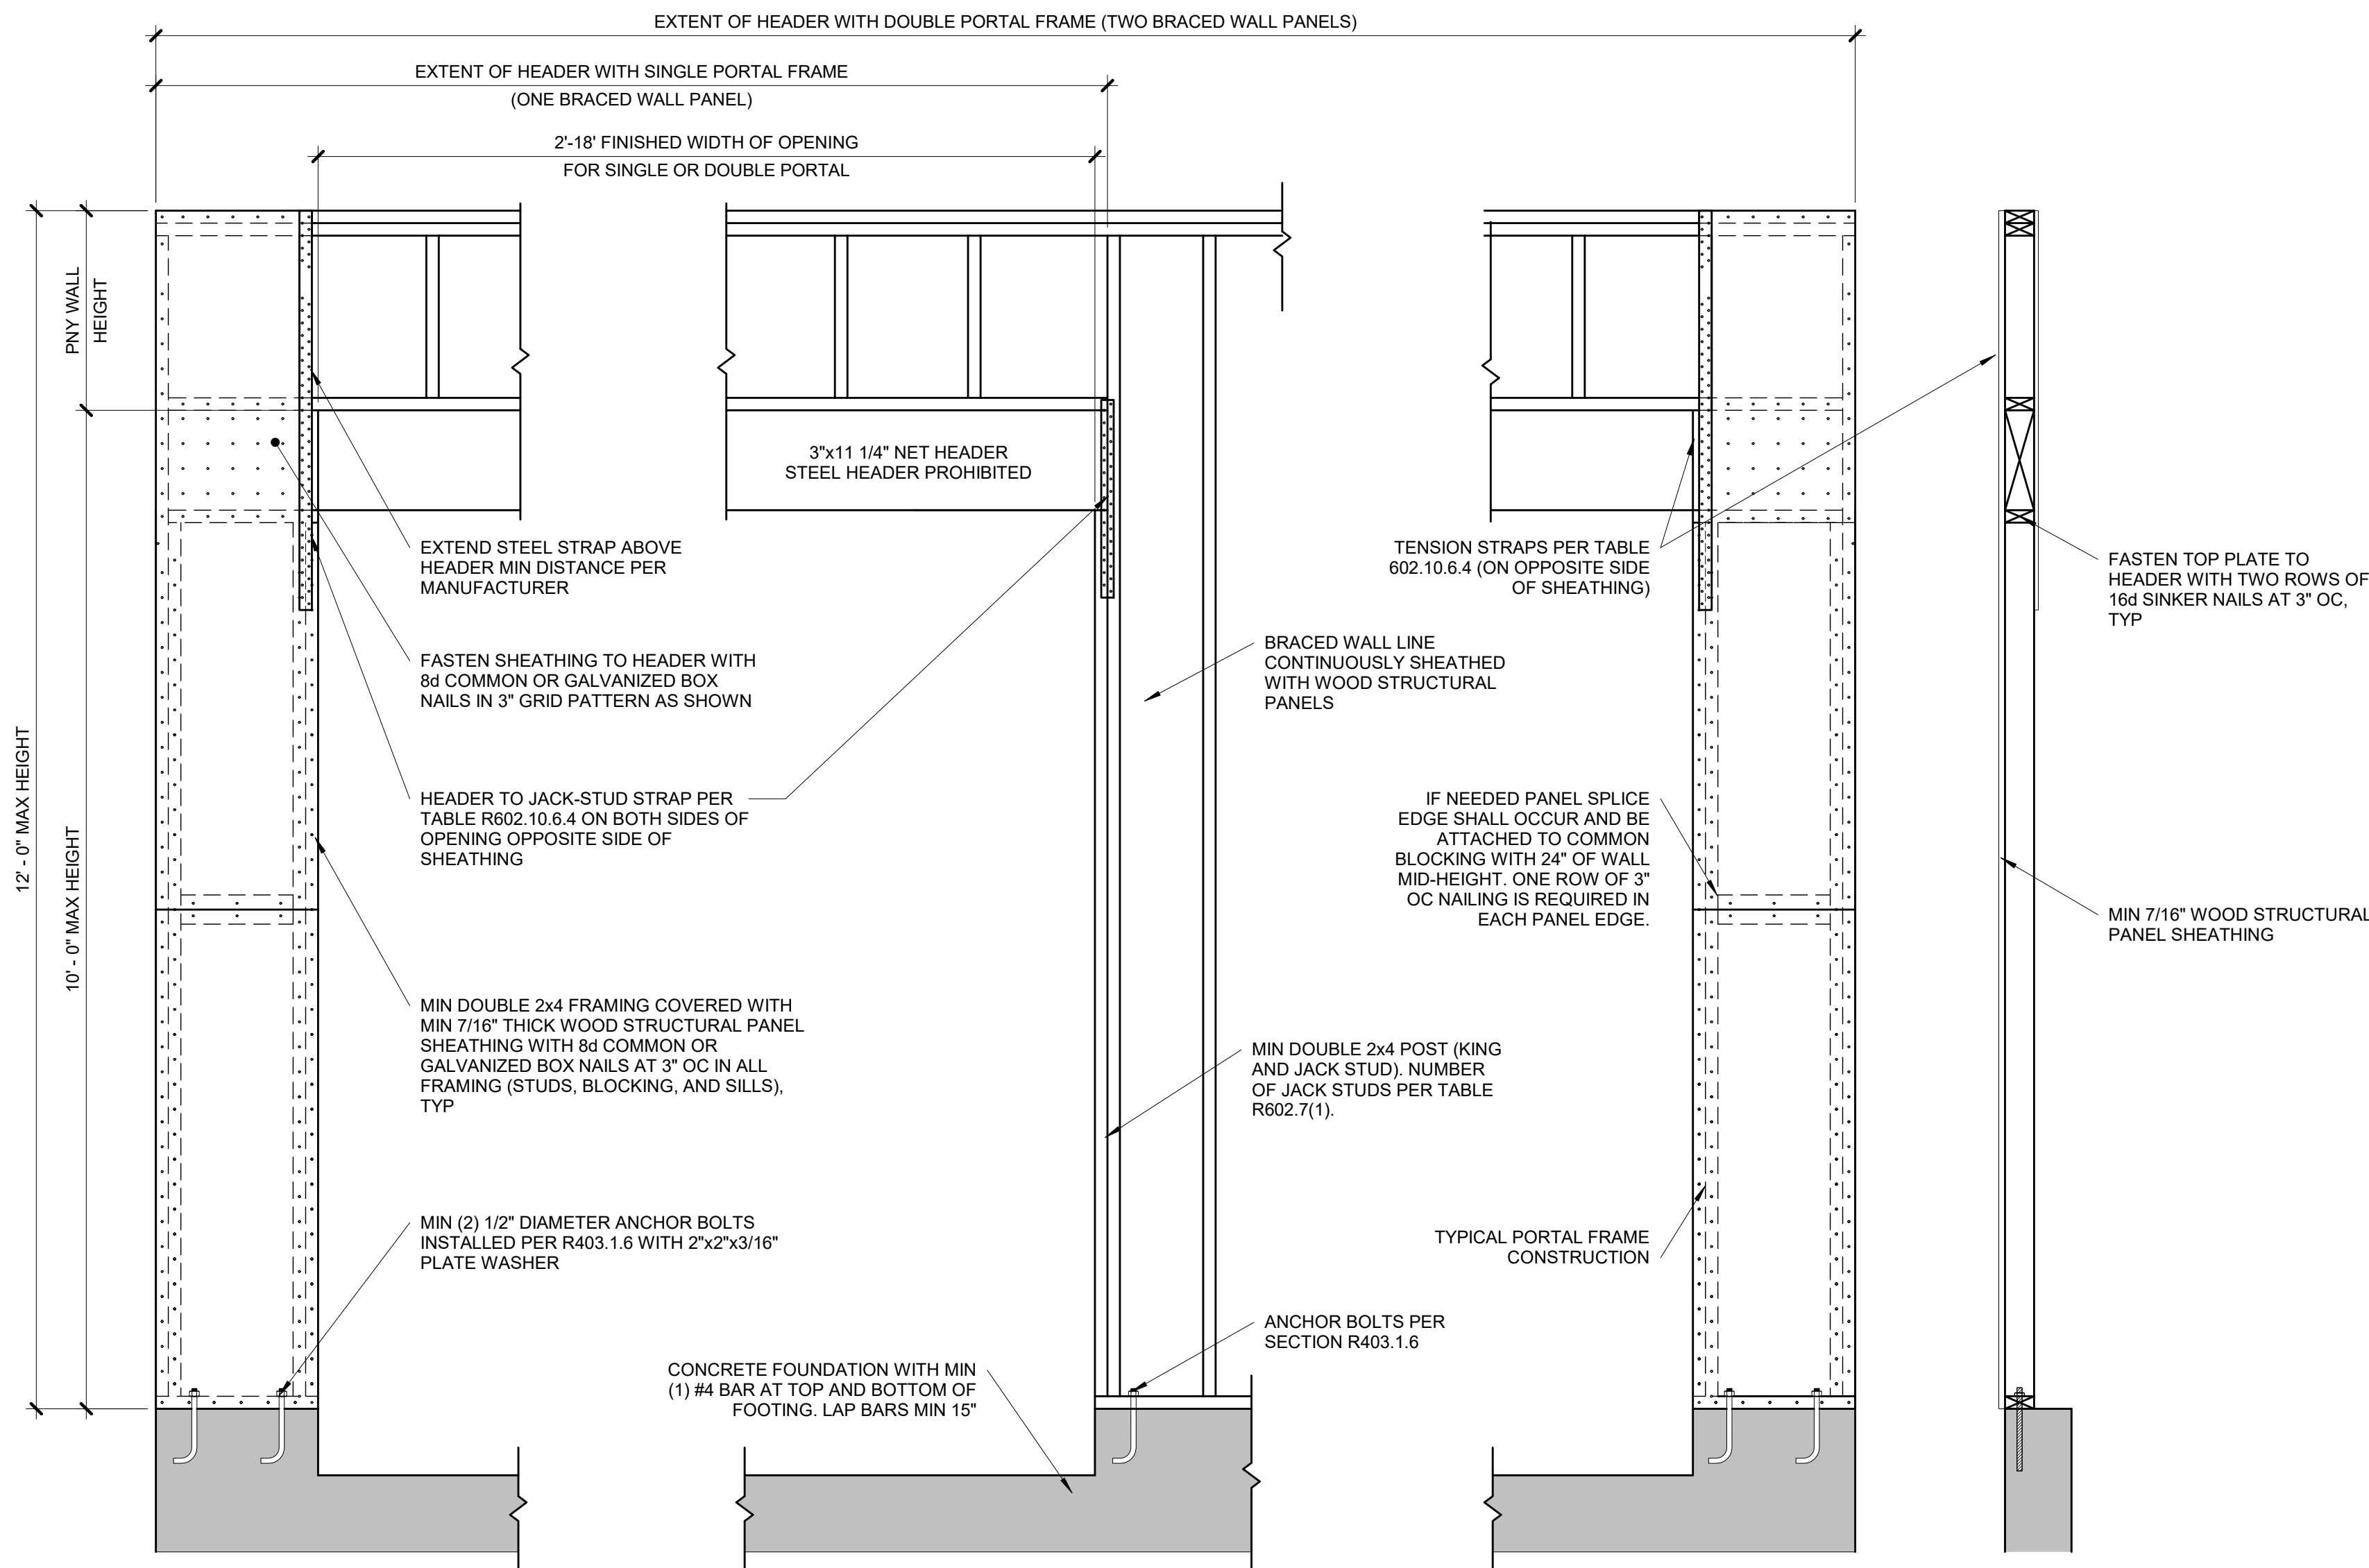 EXTENT OF HEADER WITH DOUBLE PORTAL FRAME (TWO BRACED WALL PANELS)
EXTENT OF HEADER WITH SINGLE PORTAL FRAME
(ONE BRACED WALL PANEL)
2'-18' FINISHED WIDTH OF OPENING
FOR SINGLE OR DOUBLE PORTAL
PNY WALL
HEIGHT
12' - 0" MAX HEIGHT
10' - 0" MAX HEIGHT
3"x11 1/4" NET HEADER
STEEL HEADER PROHIBITED
EXTEND STEEL STRAP ABOVE
HEADER MIN DISTANCE PER
MANUFACTURER
FASTEN SHEATHING TO HEADER WITH
8d COMMON OR GALVANIZED BOX
NAILS IN 3" GRID PATTERN AS SHOWN
HEADER TO JACK-STUD STRAP PER
TABLE R602.10.6.4 ON BOTH SIDES OF
OPENING OPPOSITE SIDE OF
SHEATHING
MIN DOUBLE 2x4 FRAMING COVERED WITH
MIN 7/16" THICK WOOD STRUCTURAL PANEL
SHEATHING WITH 8d COMMON OR
GALVANIZED BOX NAILS AT 3" OC IN ALL
FRAMING (STUDS, BLOCKING, AND SILLS),
TYP
MIN (2) 1/2" DIAMETER ANCHOR BOLTS
INSTALLED PER R403.1.6 WITH 2"x2"x3/16"
PLATE WASHER
CONCRETE FOUNDATION WITH MIN
(1) #4 BAR AT TOP AND BOTTOM OF
FOOTING. LAP BARS MIN 15"
BRACED WALL LINE
CONTINUOUSLY SHEATHED
WITH WOOD STRUCTURAL
PANELS
MIN DOUBLE 2x4 POST (KING
AND JACK STUD). NUMBER
OF JACK STUDS PER TABLE
R602.7(1).
ANCHOR BOLTS PER
SECTION R403.1.6
TENSION STRAPS PER TABLE
602.10.6.4 (ON OPPOSITE SIDE
OF SHEATHING)
IF NEEDED PANEL SPLICE
EDGE SHALL OCCUR AND BE
ATTACHED TO COMMON
BLOCKING WITH 24" OF WALL
MID-HEIGHT. ONE ROW OF 3"
OC NAILING IS REQUIRED IN
EACH PANEL EDGE.
TYPICAL PORTAL FRAME
CONSTRUCTION
FASTEN TOP PLATE TO
HEADER WITH TWO ROWS OF
16d SINKER NAILS AT 3" OC,
TYP
MIN 7/16" WOOD STRUCTURAL
PANEL SHEATHING